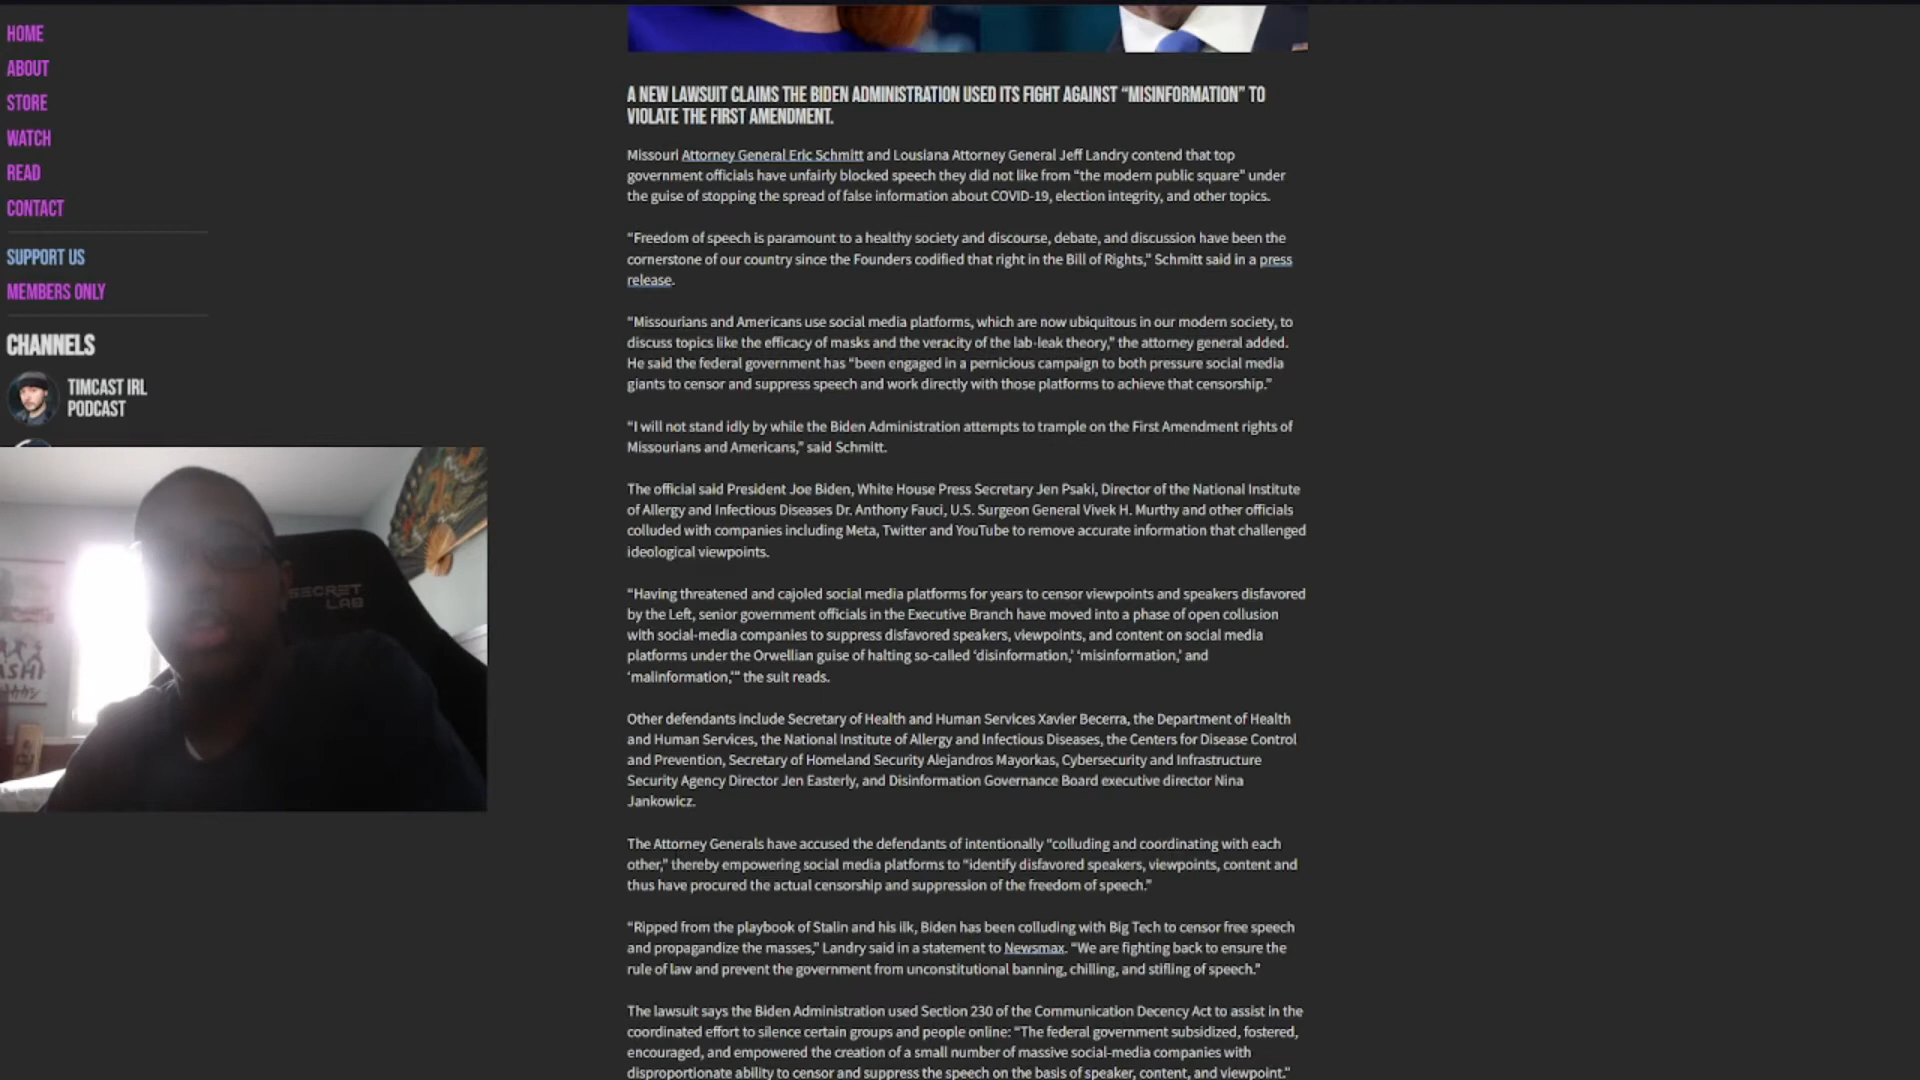 HOME
ABOUT
STORE
WATCH
READ
CONTACT
SUPPORT US
MEMBERS ONLY
CHANNELS
TIMCAST IRL
PODCAST
SECRET
LAB
A NEW LAWSUIT CLAIMS THE BIDEN ADMINISTRATION USED ITS FIGHT AGAINST “MISINFORMATION” TO
VIOLATE THE FIRST AMENDMENT.
Missouri Attorney General Eric Schmitt and Lousiana Attorney General Jeff Landry contend that top
government officials have unfairly blocked speech they did not like from “the modern public square” under
the guise of stopping the spread of false information about COVID-19, election integrity, and other topics.
“Freedom of speech is paramount to a healthy society and discourse, debate, and discussion have been the
cornerstone of our country since the Founders codified that right in the Bill of Rights,” Schmitt said in a press
release.
“Missourians and Americans use social media platforms, which are now ubiquitous in our modern society, to
discuss topics like the efficacy of masks and the veracity of the lab-leak theory,” the attorney general added.
He said the federal government has “been engaged in a pernicious campaign to both pressure social media
giants to censor and suppress speech and work directly with those platforms to achieve that censorship.”
“I will not stand idly by while the Biden Administration attempts to trample on the First Amendment rights of
Missourians and Americans,” said Schmitt.
The official said President Joe Biden, White House Press Secretary Jen Psaki, Director of the National Institute
of Allergy and Infectious Diseases Dr. Anthony Fauci, U.S. Surgeon General Vivek H. Murthy and other officials
colluded with companies including Meta, Twitter and YouTube to remove accurate information that challenged
ideological viewpoints.
“Having threatened and cajoled social media platforms for years to censor viewpoints and speakers disfavored
by the Left, senior government officials in the Executive Branch have moved into a phase of open collusion
with social-media companies to suppress disfavored speakers, viewpoints, and content on social media
platforms under the Orwellian guise of halting so-called ‘disinformation,’ ‘misinformation,’ and
‘malinformation,’” the suit reads.
Other defendants include Secretary of Health and Human Services Xavier Becerra, the Department of Health
and Human Services, the National Institute of Allergy and Infectious Diseases, the Centers for Disease Control
and Prevention, Secretary of Homeland Security Alejandros Mayorkas, Cybersecurity and Infrastructure
Security Agency Director Jen Easterly, and Disinformation Governance Board executive director Nina
Jankowicz.
The Attorney Generals have accused the defendants of intentionally “colluding and coordinating with each
other,” thereby empowering social media platforms to “identify disfavored speakers, viewpoints, content and
thus have procured the actual censorship and suppression of the freedom of speech.”
“Ripped from the playbook of Stalin and his ilk, Biden has been colluding with Big Tech to censor free speech
and propagandize the masses,” Landry said in a statement to Newsmax. “We are fighting back to ensure the
rule of law and prevent the government from unconstitutional banning, chilling, and stifling of speech.”
The lawsuit says the Biden Administration used Section 230 of the Communication Decency Act to assist in the
coordinated effort to silence certain groups and people online: “The federal government subsidized, fostered,
encouraged, and empowered the creation of a small number of massive social-media companies with
disproportionate ability to censor and suppress the speech on the basis of speaker, content, and viewpoint.”